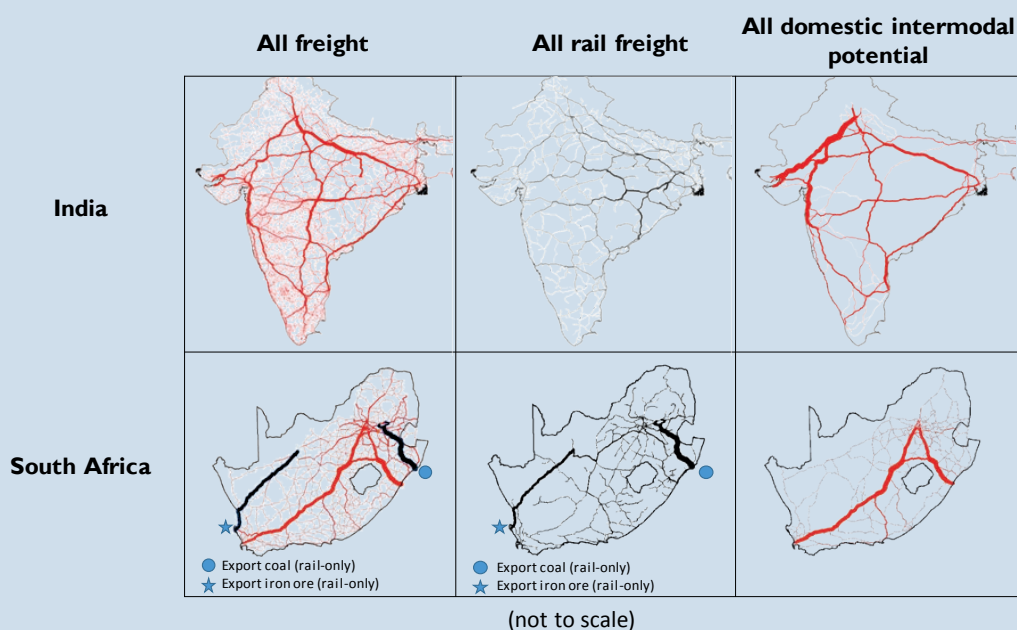 All freight
All rail freight
All domestic intermodal
potential
India
South Africa
Export coal (rail-only)
Export iron ore (rail-only)
Export coal (rail-only)
Export iron ore (rail-only)
(not to scale)